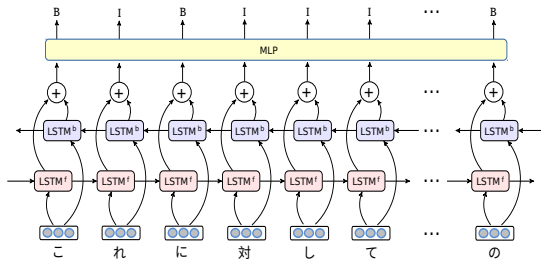 B I B I I I ... B
MLP
+ + + + + + ... +
LSTMᵇ LSTMᵇ LSTMᵇ LSTMᵇ LSTMᵇ LSTMᵇ ... LSTMᵇ
LSTMᶠ LSTMᶠ LSTMᶠ LSTMᶠ LSTMᶠ LSTMᶠ ... LSTMᶠ
こ れ に 対 し て ... の